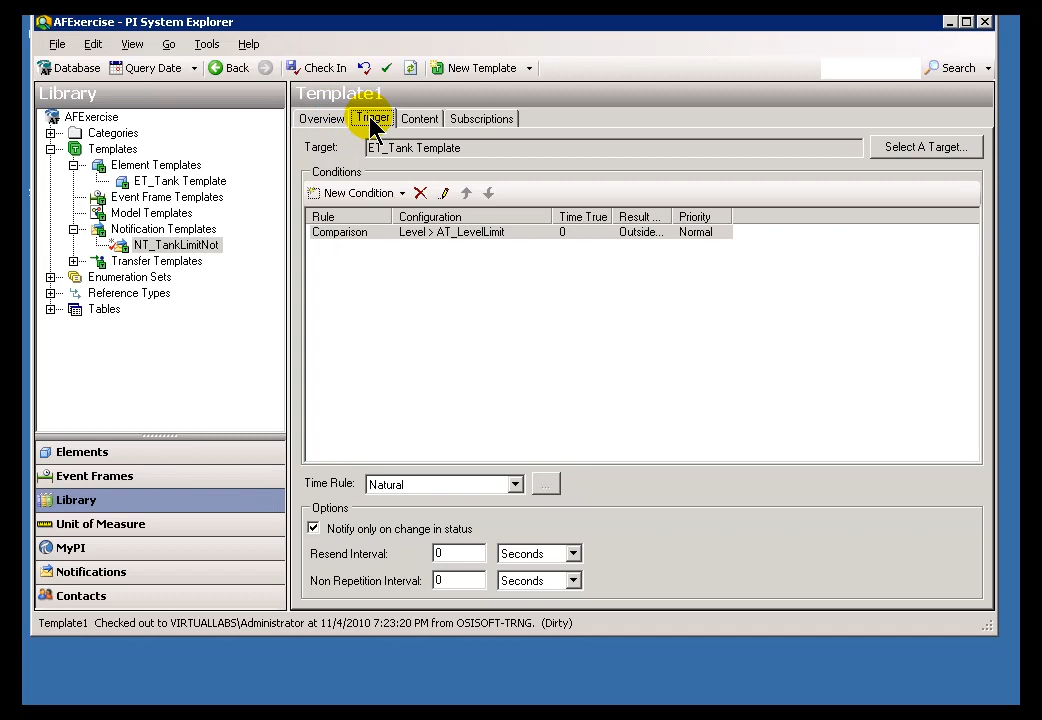 AFExercise - PI System Explorer
File Edit View Go Tools Help
Database Query Date Back Check In New Template Search
Library
AFExercise
Categories
Templates
Element Templates
ET_Tank Template
Event Frame Templates
Model Templates
Notification Templates
NT_TankLimitNot
Transfer Templates
Enumeration Sets
Reference Types
Tables
Elements
Event Frames
Library
Unit of Measure
MyPI
Notifications
Contacts
Template1
Overview Trigger Content Subscriptions
Target: ET_Tank Template Select A Target...
Conditions
New Condition
Rule Configuration Time True Result ... Priority
Comparison Level > AT_LevelLimit 0 Outside... Normal
Time Rule: Natural ...
Options
Notify only on change in status
Resend Interval: 0 Seconds
Non Repetition Interval: 0 Seconds
Template1 Checked out to VIRTUALLABS\Administrator at 11/4/2010 7:23:20 PM from OSISOFT-TRNG. (Dirty)